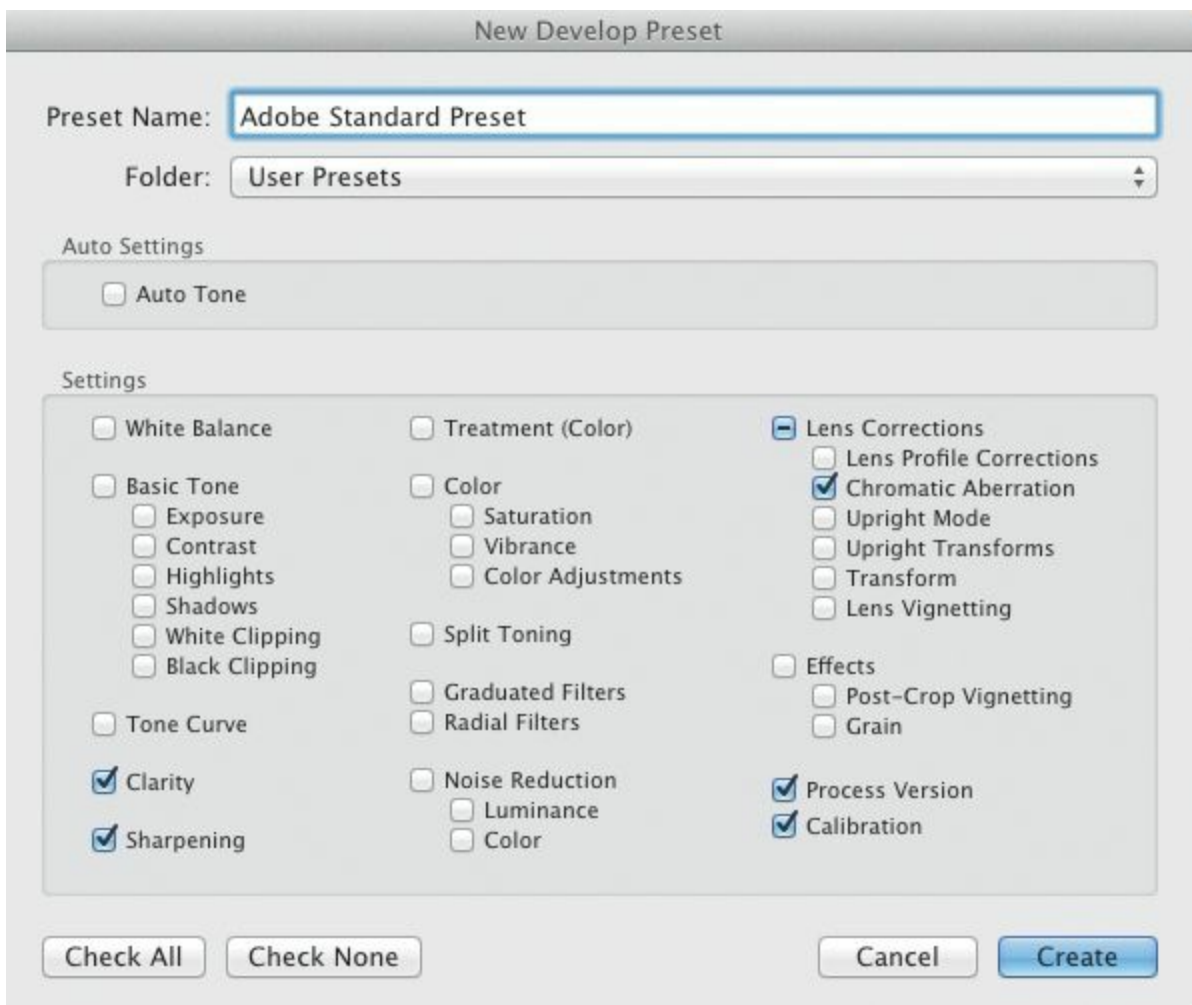 New Develop Preset
Preset Name: Adobe Standard Preset
Folder: User Presets
Auto Settings
Auto Tone
Settings
White Balance
Basic Tone
Exposure
Contrast
Highlights
Shadows
White Clipping
Black Clipping
Tone Curve
Clarity
Sharpening
Treatment (Color)
Color
Saturation
Vibrance
Color Adjustments
Split Toning
Graduated Filters
Radial Filters
Noise Reduction
Luminance
Color
Lens Corrections
Lens Profile Corrections
Chromatic Aberration
Upright Mode
Upright Transforms
Transform
Lens Vignetting
Effects
Post-Crop Vignetting
Grain
Process Version
Calibration
Check All
Check None
Cancel
Create